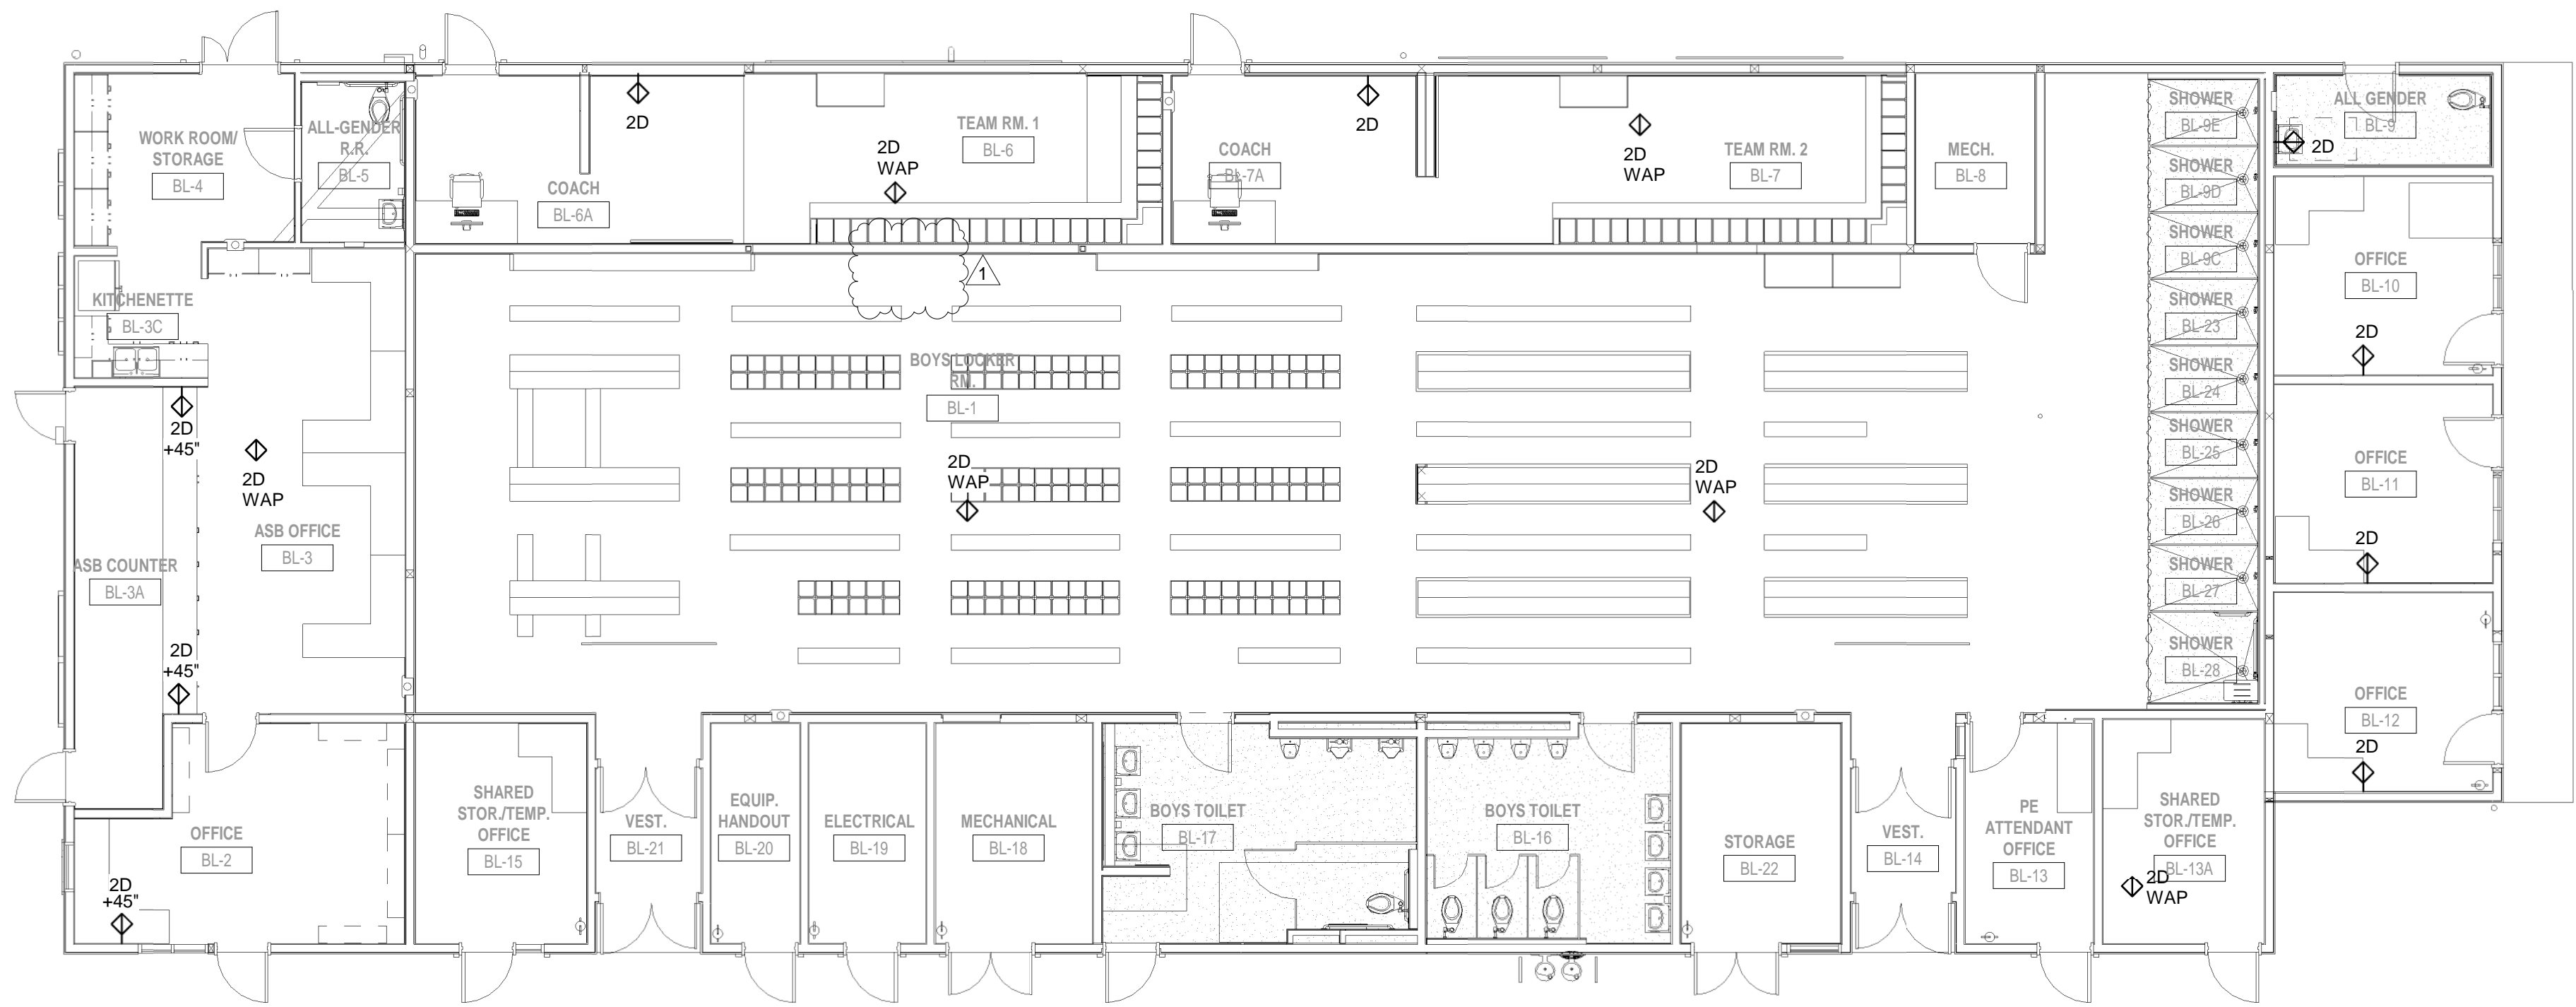 WORK ROOM/
STORAGE
BL-4
ALL-GENDER
R.R.
BL-5
COACH
BL-6A
2D
2D
WAP
TEAM RM. 1
BL-6
COACH
BL-7A
2D
2D
WAP
TEAM RM. 2
BL-7
MECH.
BL-8
SHOWER
BL-9E
SHOWER
BL-9D
SHOWER
BL-9C
SHOWER
BL-23
SHOWER
BL-24
SHOWER
BL-25
SHOWER
BL-26
SHOWER
BL-27
SHOWER
BL-28
ALL GENDER
BL-9
2D
OFFICE
BL-10
2D
OFFICE
BL-11
2D
OFFICE
BL-12
2D
KITCHENETTE
BL-3C
1
2D
+45"
2D
WAP
ASB OFFICE
BL-3
ASB COUNTER
BL-3A
2D
+45"
BOYS LOCKER
RM.
BL-1
2D
WAP
2D
WAP
OFFICE
BL-2
2D
+45"
SHARED
STOR./TEMP.
OFFICE
BL-15
VEST.
BL-21
EQUIP.
HANDOUT
BL-20
ELECTRICAL
BL-19
MECHANICAL
BL-18
BOYS TOILET
BL-17
BOYS TOILET
BL-16
STORAGE
BL-22
VEST.
BL-14
PE
ATTENDANT
OFFICE
BL-13
SHARED
STOR./TEMP.
OFFICE
BL-13A
2D
WAP